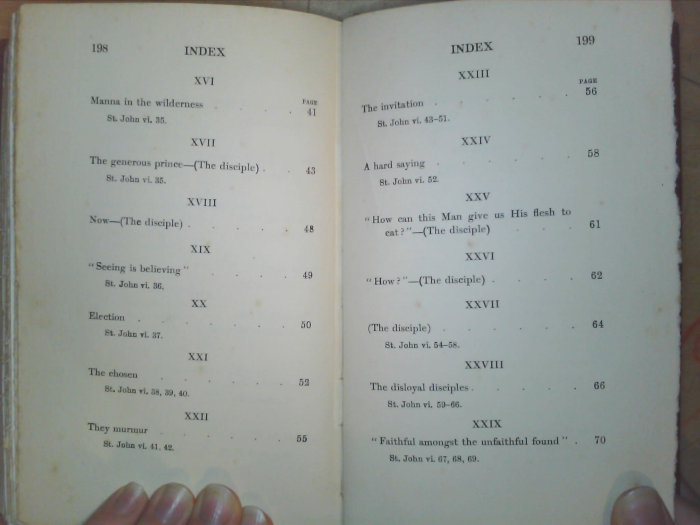 198 INDEX
XVI
PAGE
Manna in the wilderness . . . 41
St. John vi. 35.
XVII
The generous prince—(The disciple) . . 43
St. John vi. 35.
XVIII
Now—(The disciple) . . . . 48
XIX
"Seeing is believing" . . . . 49
St. John vi. 36.
XX
Election . . . . . 50
St. John vi. 37.
XXI
The chosen . . . . . 52
St. John vi. 38, 39, 40.
XXII
They murmur . . . . 55
St. John vi. 41, 42.
INDEX 199
XXIII
PAGE
The invitation . . . . . 56
St. John vi. 43-51.
XXIV
A hard saying . . . . . 58
St. John vi. 52.
XXV
"How can this Man give us His flesh to
eat?"—(The disciple) . . . 61
XXVI
"How?"—(The disciple) . . . . 62
XXVII
(The disciple) . . . . . 64
St. John vi. 54-58.
XXVIII
The disloyal disciples . . . . 66
St. John vi. 59-66.
XXIX
"Faithful amongst the unfaithful found" . 70
St. John vi. 67, 68, 69.